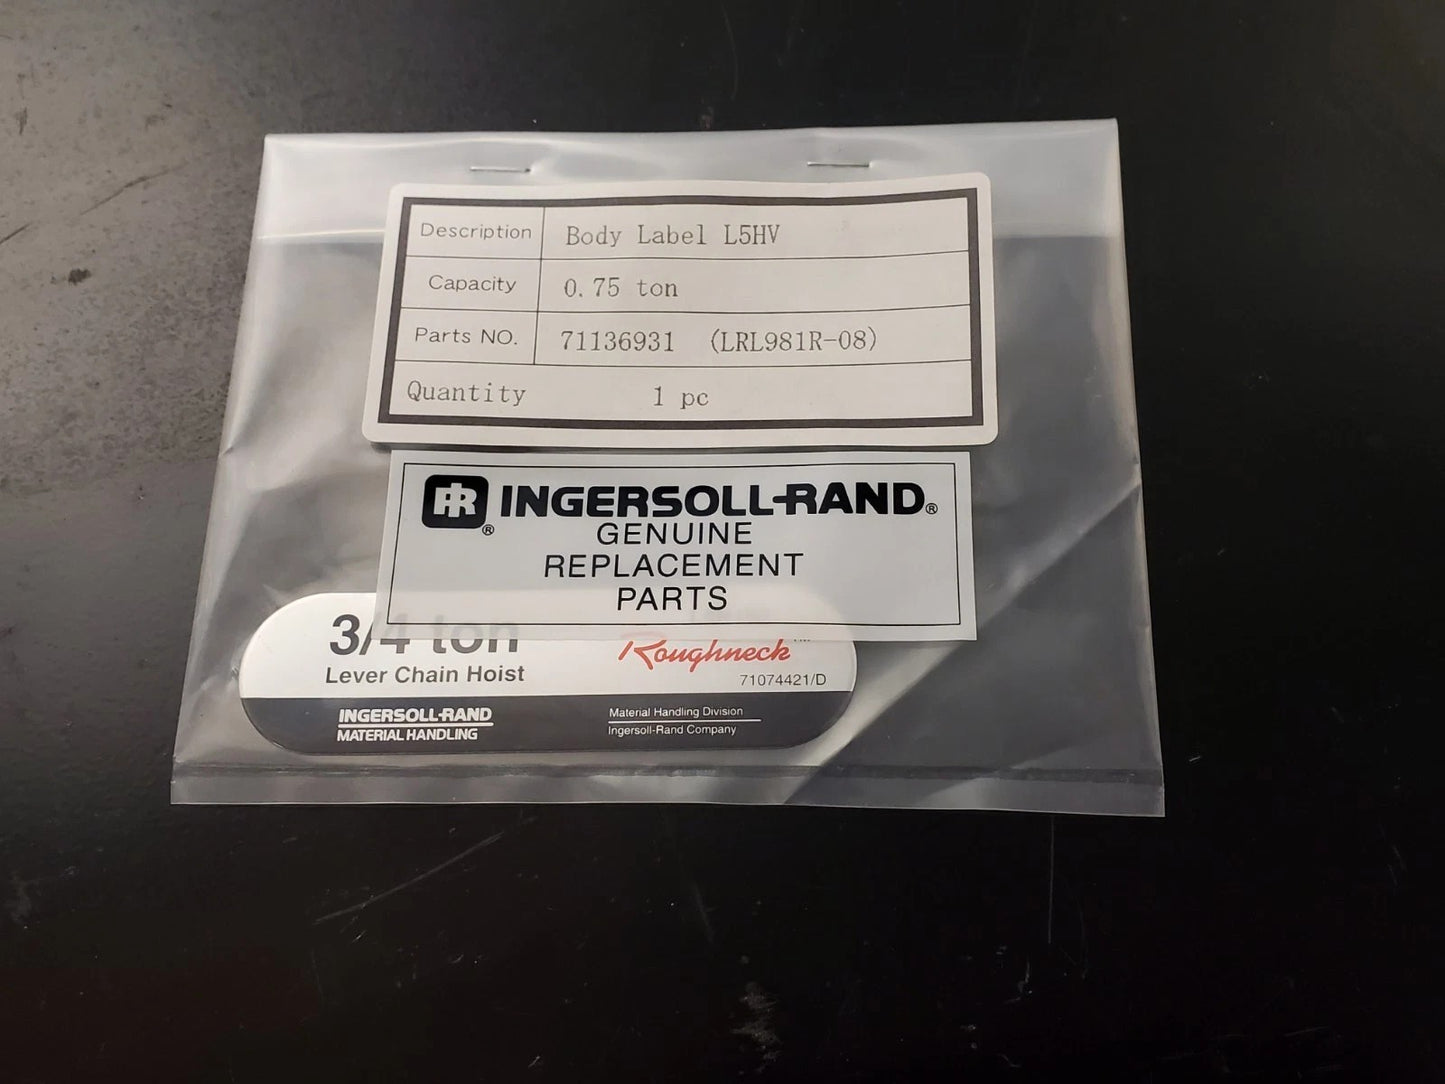 Description Body Label L5HV
Capacity 0.75 ton
Parts NO. 71136931 (LRL981R-08)
Quantity 1 pc
IR® INGERSOLL-RAND®
GENUINE
REPLACEMENT
PARTS
3/4 ton
Roughneck™
Lever Chain Hoist
71074421/D
INGERSOLL-RAND
MATERIAL HANDLING
Material Handling Division
Ingersoll-Rand Company